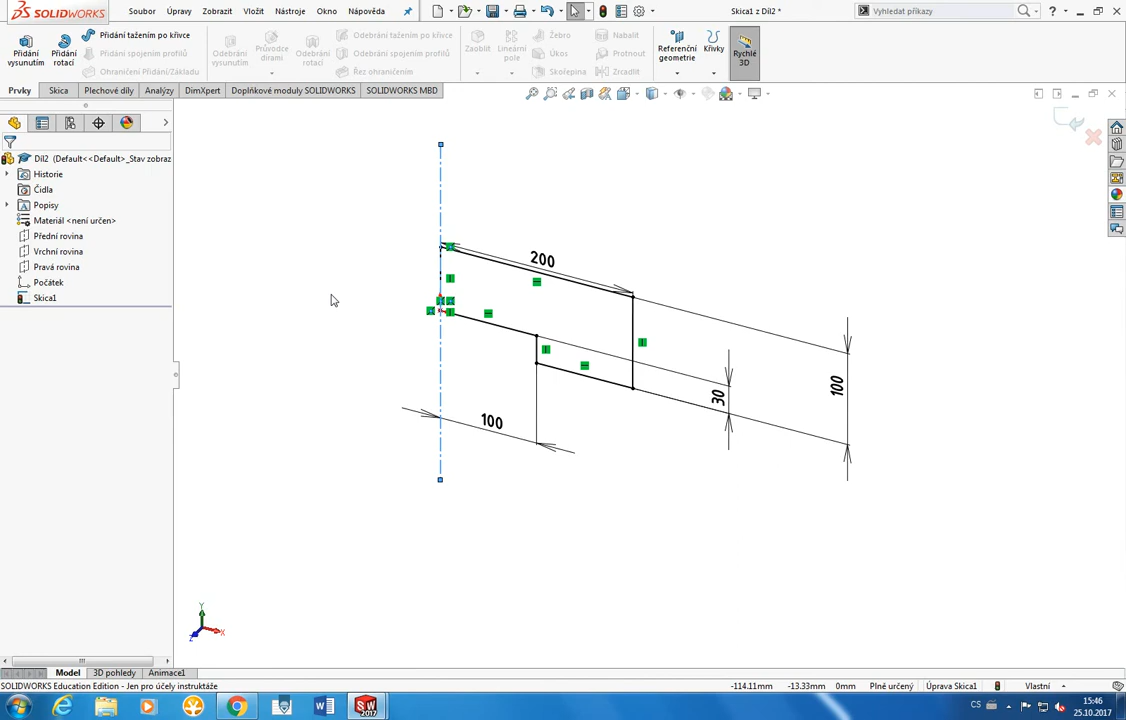 SOLIDWORKS
Soubor Úpravy Zobrazit Vložit Nástroje Okno Nápověda
Skica1 z Díl2 *
Vyhledat příkazy
Přidání vysunutím
Přidání rotací
Přidání tažením po křivce
Přidání spojením profilů
Ohraničení Přidání/Základu
Odebrání vysunutím
Průvodce dírami
Odebrání rotací
Odebrání tažením po křivce
Odebrání spojením profilů
Řez ohraničením
Zaoblit
Lineární pole
Žebro
Úkos
Skořepina
Nabalit
Protnout
Zrcadlit
Referenční geometrie
Křivky
Rychlé 3D
Prvky Skica Plechové díly Analýzy DimXpert Doplňkové moduly SOLIDWORKS SOLIDWORKS MBD
Díl2 (Default<<Default>_Stav zobraz
Historie
Čidla
Popisy
Materiál <není určen>
Přední rovina
Vrchní rovina
Pravá rovina
Počátek
Skica1
200
100
30
100
Y
X
Z
Model 3D pohledy Animace1
SOLIDWORKS Education Edition - Jen pro účely instruktáže
-114.11mm -13.33mm 0mm Plně určený Úprava Skica1 Vlastní
SW 2017
CS
15:46
25.10.2017